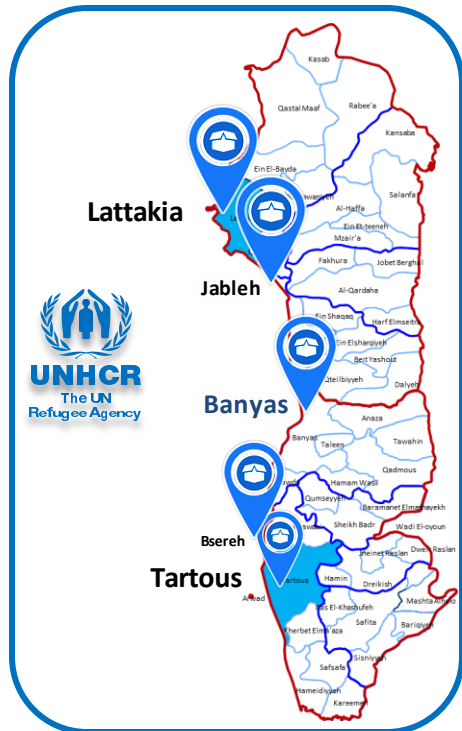 Kasab
Qastal Maaf
Rabee'a
Kansaba
Ein El-Bayda
Salanfa
Lattakia
Al-Haffa
Ein Et-teeneh
Mzair'a
Fakhura
Jobet Berghal
Jableh
Al-Qardaha
Ein Shaqaq
Harf Elmseitra
Ein Elsharqiyeh
Beit Yashout
UNHCR
The UN
Refugee Agency
Qteilbiyyeh
Dalyeh
Banyas
Anaza
Banyas
Taleen
Tawahin
Qadmous
Hamam Wasil
Qumseyyeh
Baramanet Elmashayekh
Bsereh
Sheikh Badr
Wadi El-oyoun
Jneinet Raslan
Dweir Raslan
Tartous
Hamin
Dreikish
Arwad
Ras El-Khashufeh
Mashta Elhelo
Safita
Bariqiyeh
Kherbet Elma'aza
Sisniyyeh
Safsafa
Hameidiyyeh
Kareemeh